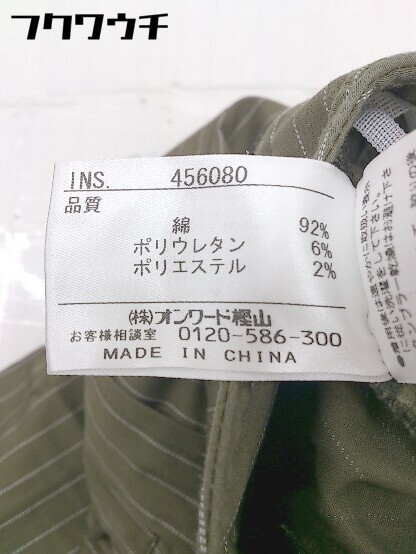 フクワウチ
INS. 456080
品質
綿 92%
ポリウレタン 6%
ポリエステル 2%
(株)オンワード樫山
お客様相談室 0120-586-300
MADE IN CHINA